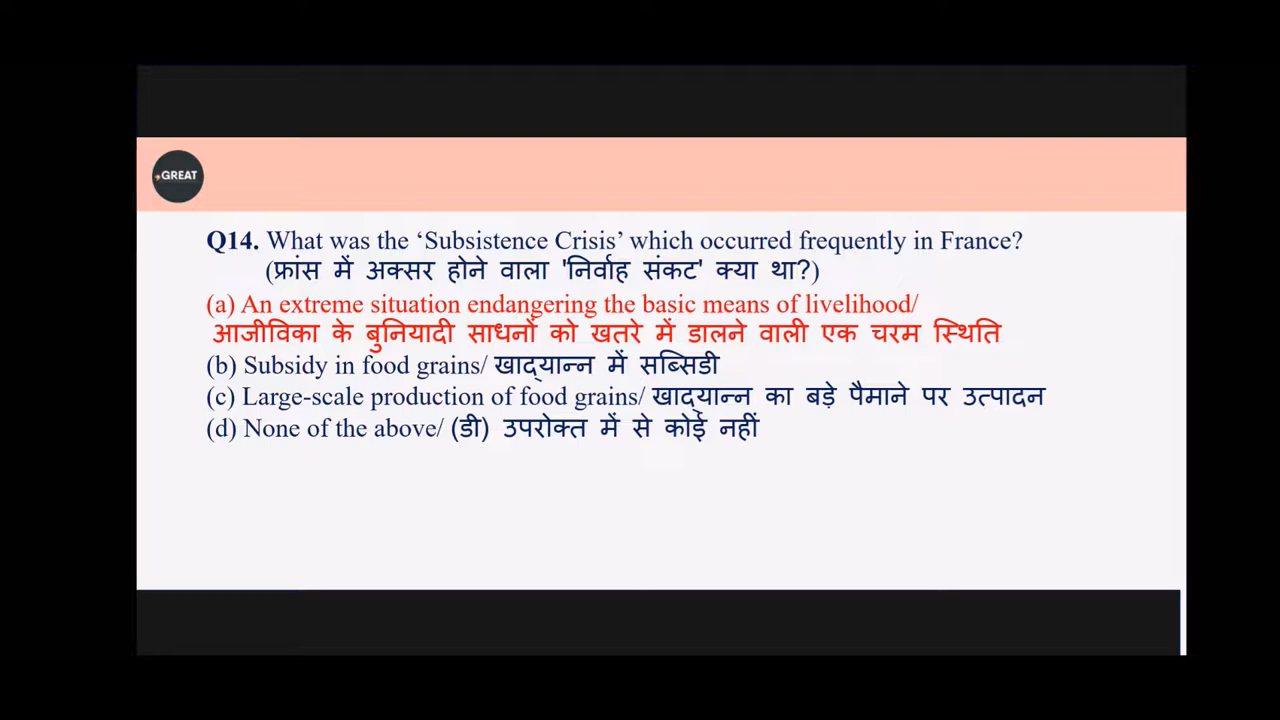 GREAT
Q14. What was the ‘Subsistence Crisis’ which occurred frequently in France?
(फ्रांस में अक्सर होने वाला 'निर्वाह संकट' क्या था?)
(a) An extreme situation endangering the basic means of livelihood/
आजीविका के बुनियादी साधनों को खतरे में डालने वाली एक चरम स्थिति
(b) Subsidy in food grains/ खाद्यान्न में सब्सिडी
(c) Large-scale production of food grains/ खाद्यान्न का बड़े पैमाने पर उत्पादन
(d) None of the above/ (डी) उपरोक्त में से कोई नहीं